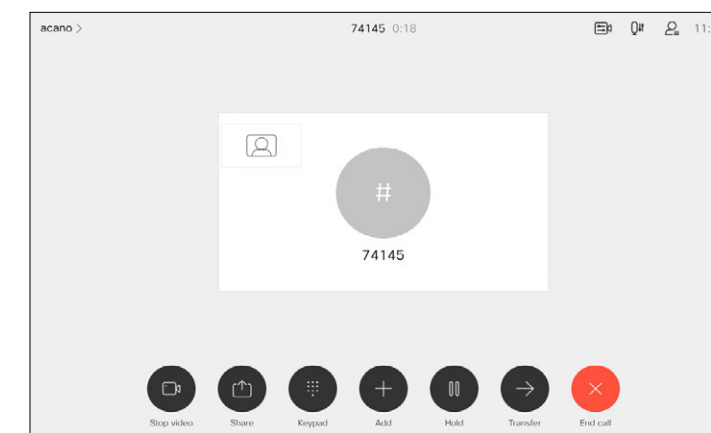 acano >
74145 0:18
11:
#
74145
Stop video Share Keypad Add Hold Transfer End call